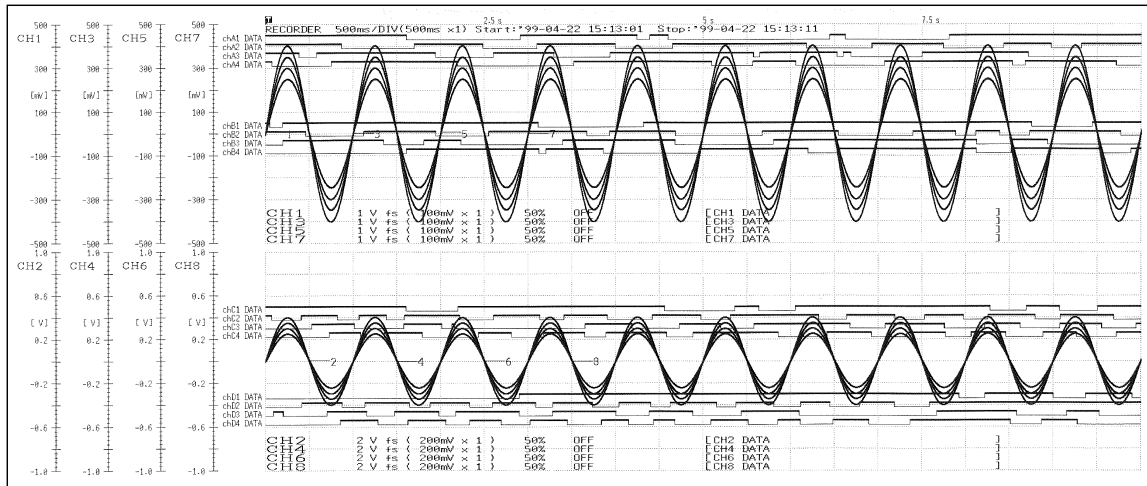 2.5 s 5 s 7.5 s
RECORDER 500ms/DIV(500ms x1) Start:'99-04-22 15:13:01 Stop:'99-04-22 15:13:11
CH1 CH3 CH5 CH7
500 500 500 500
300 300 300 300
[mV] [mV] [mV] [mV]
100 100 100 100
-100 -100 -100 -100
-300 -300 -300 -300
-500 -500 -500 -500
chA1 DATA
chA2 DATA
chA3 DATA
chA4 DATA
chB1 DATA
chB2 DATA
chB3 DATA
chB4 DATA
1 3 5 7
CH1 1 V fs ( 100mV x 1) 50% OFF [CH1 DATA ]
CH3 1 V fs ( 100mV x 1) 50% OFF [CH3 DATA ]
CH5 1 V fs ( 100mV x 1) 50% OFF [CH5 DATA ]
CH7 1 V fs ( 100mV x 1) 50% OFF [CH7 DATA ]
1.0 1.0 1.0 1.0
CH2 CH4 CH6 CH8
0.6 0.6 0.6 0.6
[ V] [ V] [ V] [ V]
0.2 0.2 0.2 0.2
-0.2 -0.2 -0.2 -0.2
-0.6 -0.6 -0.6 -0.6
-1.0 -1.0 -1.0 -1.0
chC1 DATA
chC2 DATA
chC3 DATA
chC4 DATA
2 4 6 8
chD1 DATA
chD2 DATA
chD3 DATA
chD4 DATA
CH2 2 V fs ( 200mV x 1) 50% OFF [CH2 DATA ]
CH4 2 V fs ( 200mV x 1) 50% OFF [CH4 DATA ]
CH6 2 V fs ( 200mV x 1) 50% OFF [CH6 DATA ]
CH8 2 V fs ( 200mV x 1) 50% OFF [CH8 DATA ]